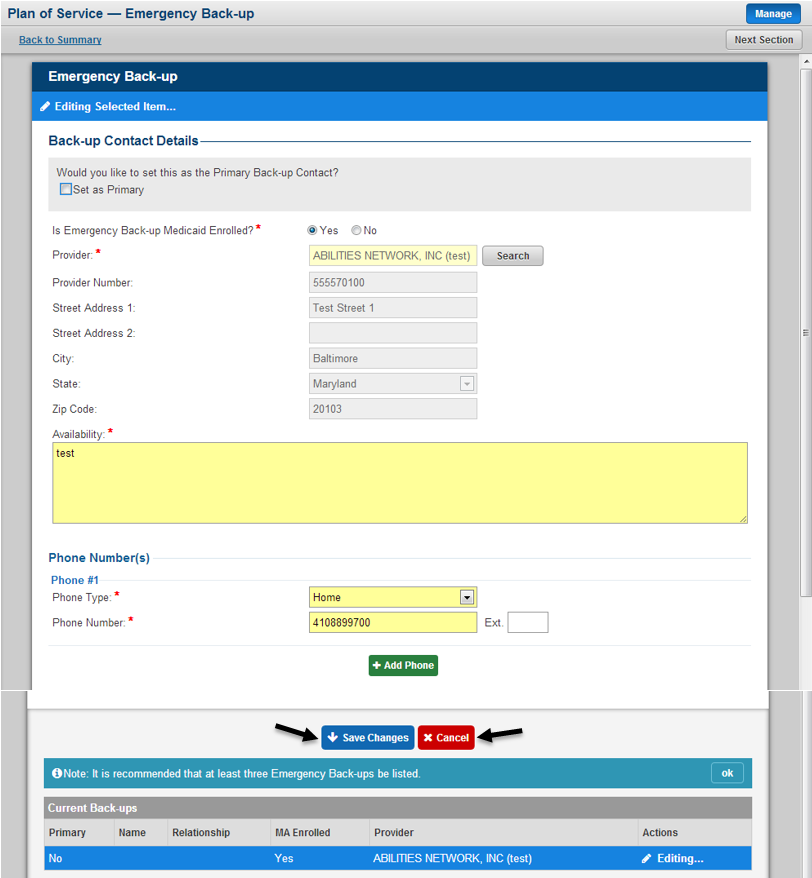 Plan of Service — Emergency Back-up
Manage
Back to Summary
Next Section
Emergency Back-up
Editing Selected Item...
Back-up Contact Details
Would you like to set this as the Primary Back-up Contact?
Set as Primary
Is Emergency Back-up Medicaid Enrolled?* Yes No
Provider:* ABILITIES NETWORK, INC (test) Search
Provider Number: 555570100
Street Address 1: Test Street 1
Street Address 2:
City: Baltimore
State: Maryland
Zip Code: 20103
Availability:*
test
Phone Number(s)
Phone #1
Phone Type:* Home
Phone Number:* 4108899700 Ext.
Add Phone
Save Changes Cancel
Note: It is recommended that at least three Emergency Back-ups be listed. ok
Current Back-ups
Primary Name Relationship MA Enrolled Provider Actions
No Yes ABILITIES NETWORK, INC (test) Editing...